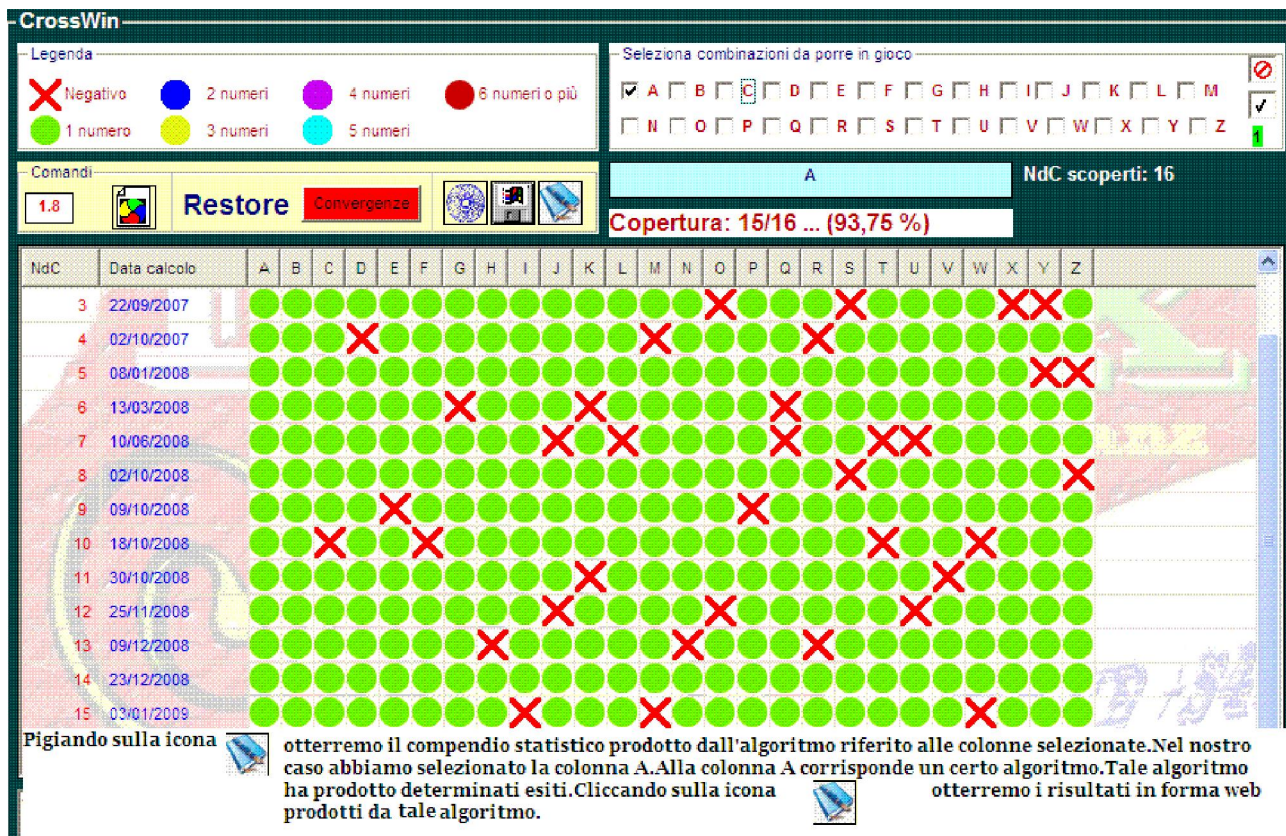 CrossWin
Legenda
Seleziona combinazioni da porre in gioco
Negativo 2 numeri 4 numeri 6 numeri o più
1 numero 3 numeri 5 numeri
A B C D E F G H I J K L M
N O P Q R S T U V W X Y Z
1
Comandi
1.8 Restore Convergenze
A
NdC scoperti: 16
Copertura: 15/16 ... (93,75 %)
NdC Data calcolo A B C D E F G H I J K L M N O P Q R S T U V W X Y Z
3 22/09/2007
4 02/10/2007
5 08/01/2008
6 13/03/2008
7 10/06/2008
8 02/10/2008
9 09/10/2008
10 18/10/2008
11 30/10/2008
12 25/11/2008
13 09/12/2008
14 23/12/2008
15 03/01/2009
Pigiando sulla icona otterremo il compendio statistico prodotto dall'algoritmo riferito alle colonne selezionate.Nel nostro
caso abbiamo selezionato la colonna A.Alla colonna A corrisponde un certo algoritmo.Tale algoritmo
ha prodotto determinati esiti.Cliccando sulla icona otterremo i risultati in forma web
prodotti da tale algoritmo.